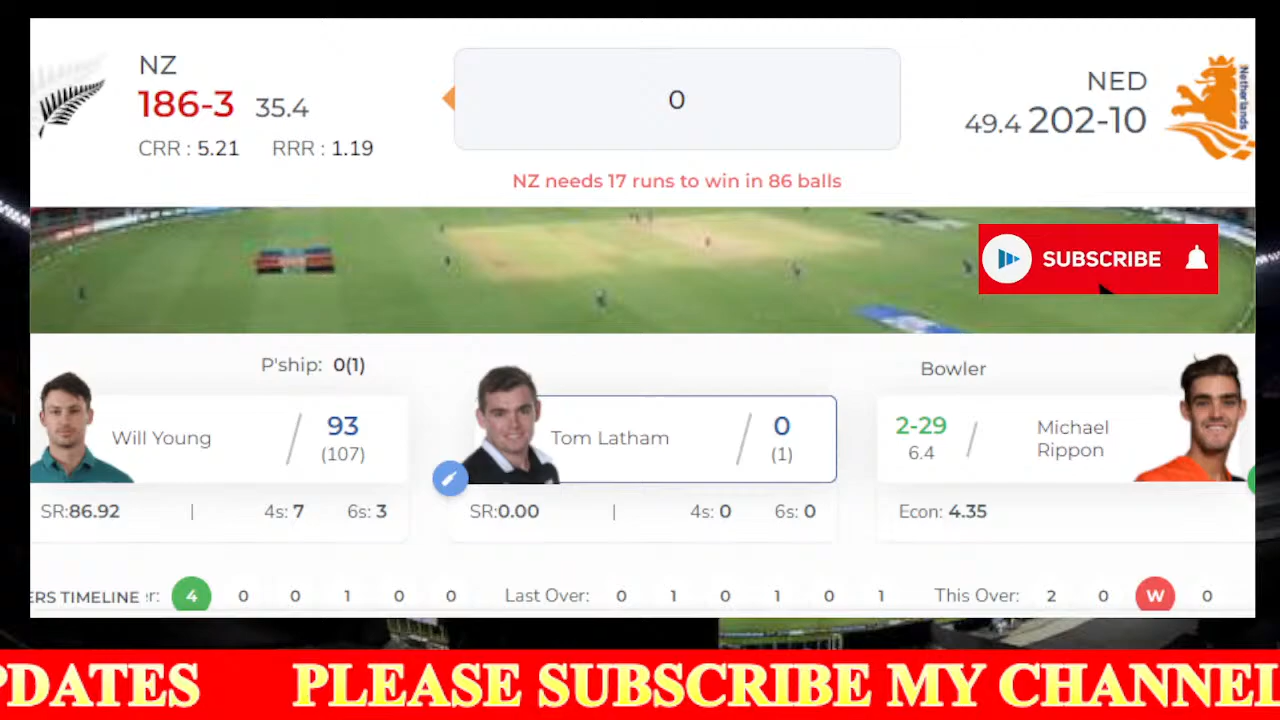 NZ
186-3 35.4
CRR : 5.21 RRR : 1.19
0
NZ needs 17 runs to win in 86 balls
NED
49.4 202-10
Netherlands
SUBSCRIBE
P'ship: 0(1)
Will Young 93
(107)
SR:86.92 | 4s: 7 6s: 3
Tom Latham 0
(1)
SR:0.00 | 4s: 0 6s: 0
Bowler
2-29 Michael
6.4 Rippon
Econ: 4.35
ERS TIMELINE r: 4 0 0 1 0 0 Last Over: 0 1 0 1 0 1 This Over: 2 0 W 0
PDATES PLEASE SUBSCRIBE MY CHANNEL